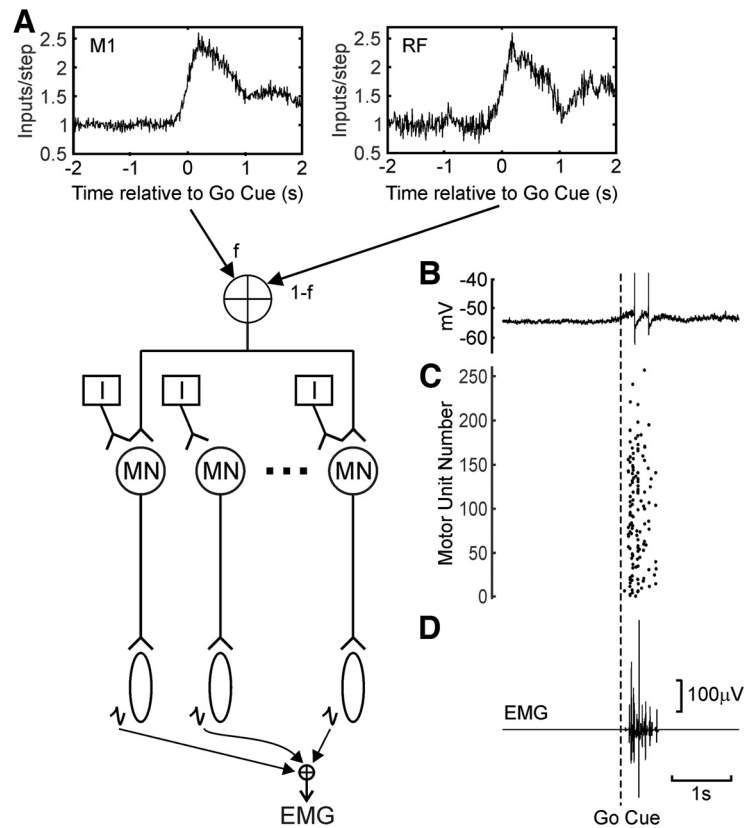 A
M1
Inputs/step
2.5
2
1.5
1
0.5
-2
-1
0
1
2
Time relative to Go Cue (s)
RF
Inputs/step
2.5
2
1.5
1
0.5
-2
-1
0
1
2
Time relative to Go Cue (s)
f
1-f
I
I
I
MN
MN
MN
EMG
B
-40
-50
-60
mV
C
250
200
150
100
50
0
Motor Unit Number
D
100μV
EMG
1s
Go Cue